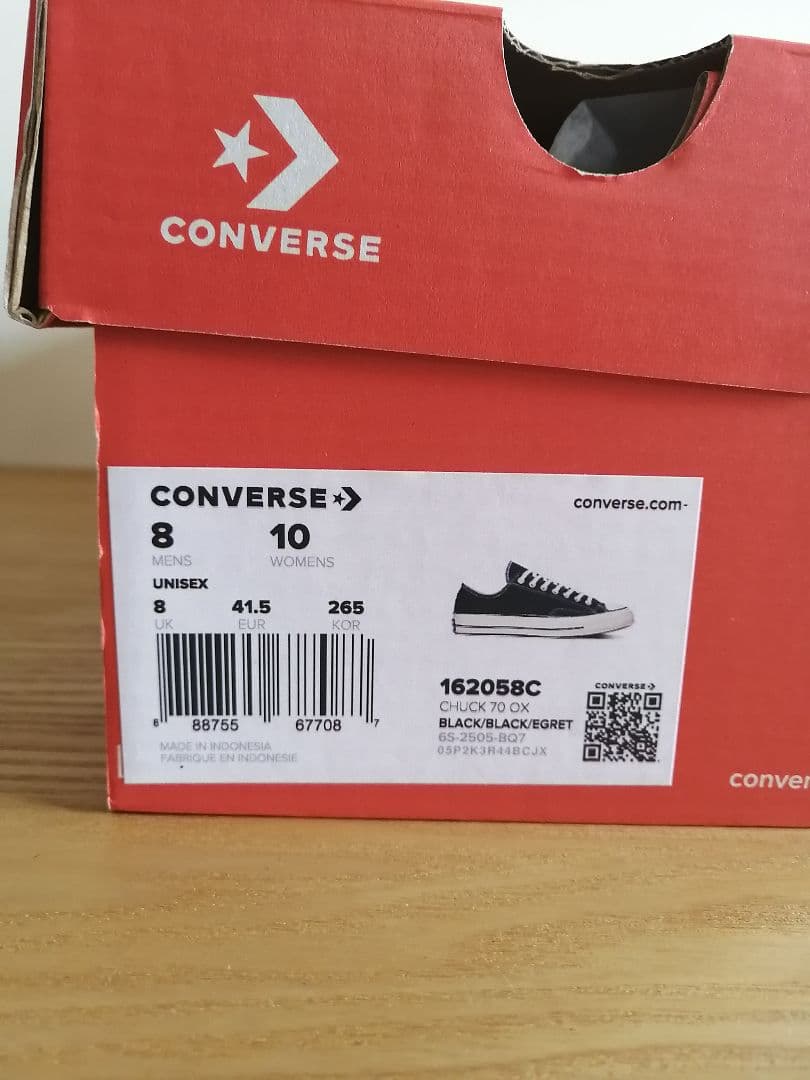 CONVERSE
CONVERSE
converse.com-
8 10
MENS WOMENS
UNISEX
8 41.5 265
UK EUR KOR
8 88755 67708 7
MADE IN INDONESIA
FABRIQUE EN INDONESIE
162058C
CHUCK 70 OX
BLACK/BLACK/EGRET
6S-2505-BQ7
05P2K3R44BCJX
CONVERSE
conver